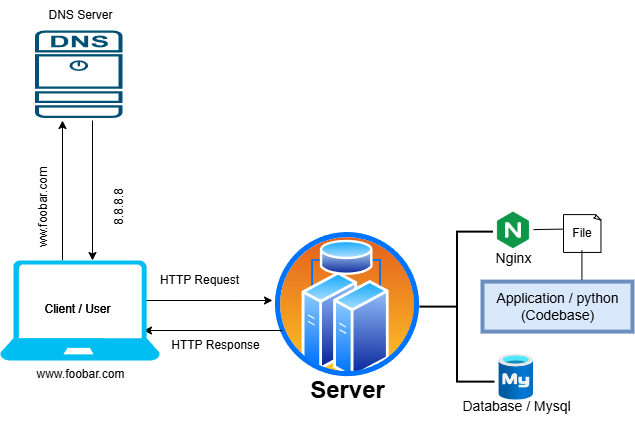 DNS Server
DNS
www.foobar.com
8.8.8.8
Client / User
www.foobar.com
HTTP Request
HTTP Response
Server
N
Nginx
File
Application / python
(Codebase)
My
Database / Mysql